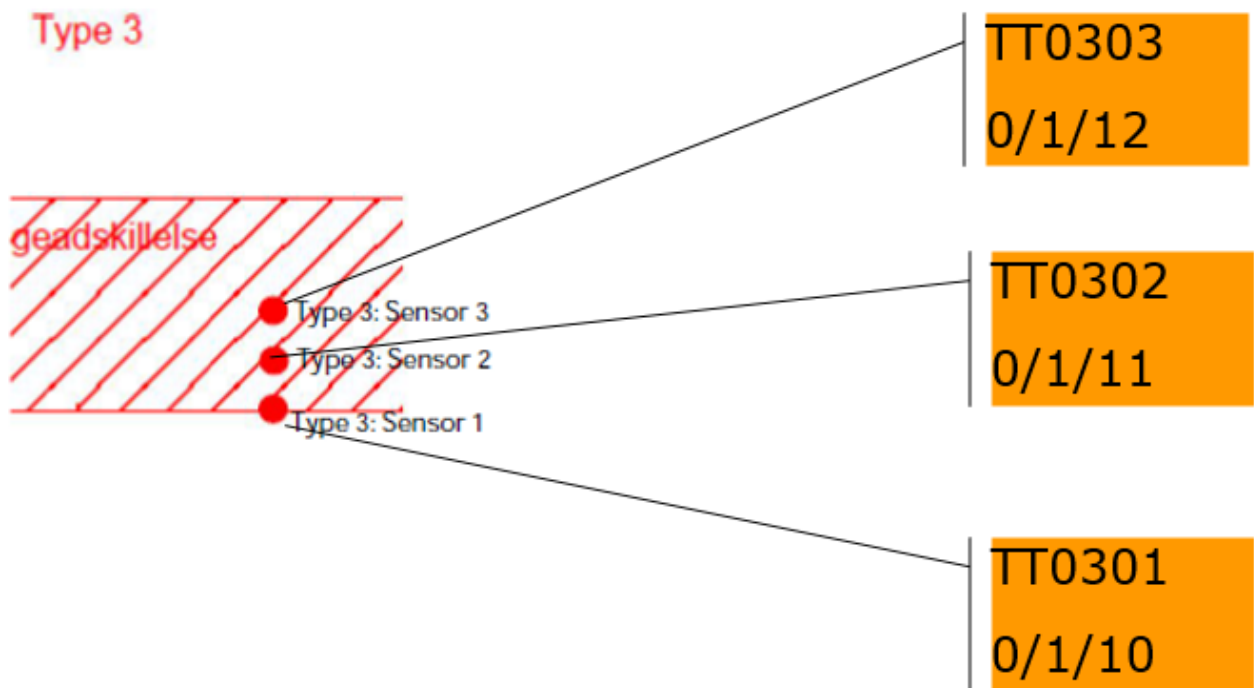 Type 3
TT0303
0/1/12
geadskillelse
TT0302
Type 3: Sensor 3
Type 3: Sensor 2
0/1/11
Type 3: Sensor 1
TT0301
0/1/10